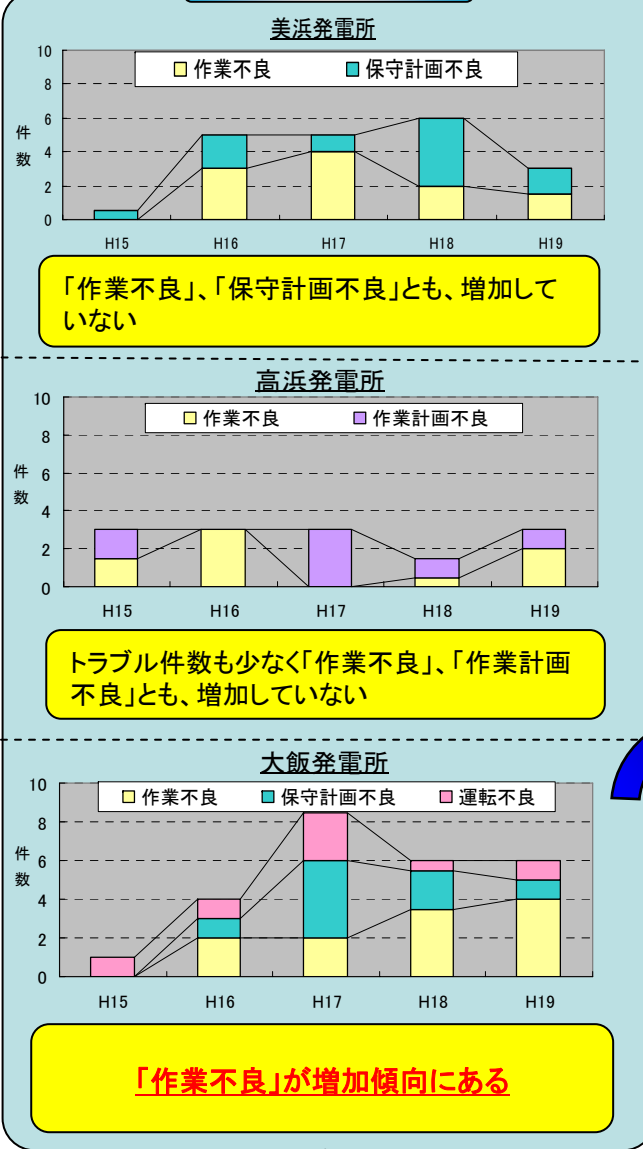 美浜発電所
作業不良 保守計画不良
件数
10
8
6
4
2
0
H15 H16 H17 H18 H19
「作業不良」、「保守計画不良」とも、増加して
いない
高浜発電所
作業不良 作業計画不良
件数
10
8
6
4
2
0
H15 H16 H17 H18 H19
トラブル件数も少なく「作業不良」、「作業計画
不良」とも、増加していない
大飯発電所
作業不良 保守計画不良 運転不良
件数
10
8
6
4
2
0
H15 H16 H17 H18 H19
「作業不良」が増加傾向にある